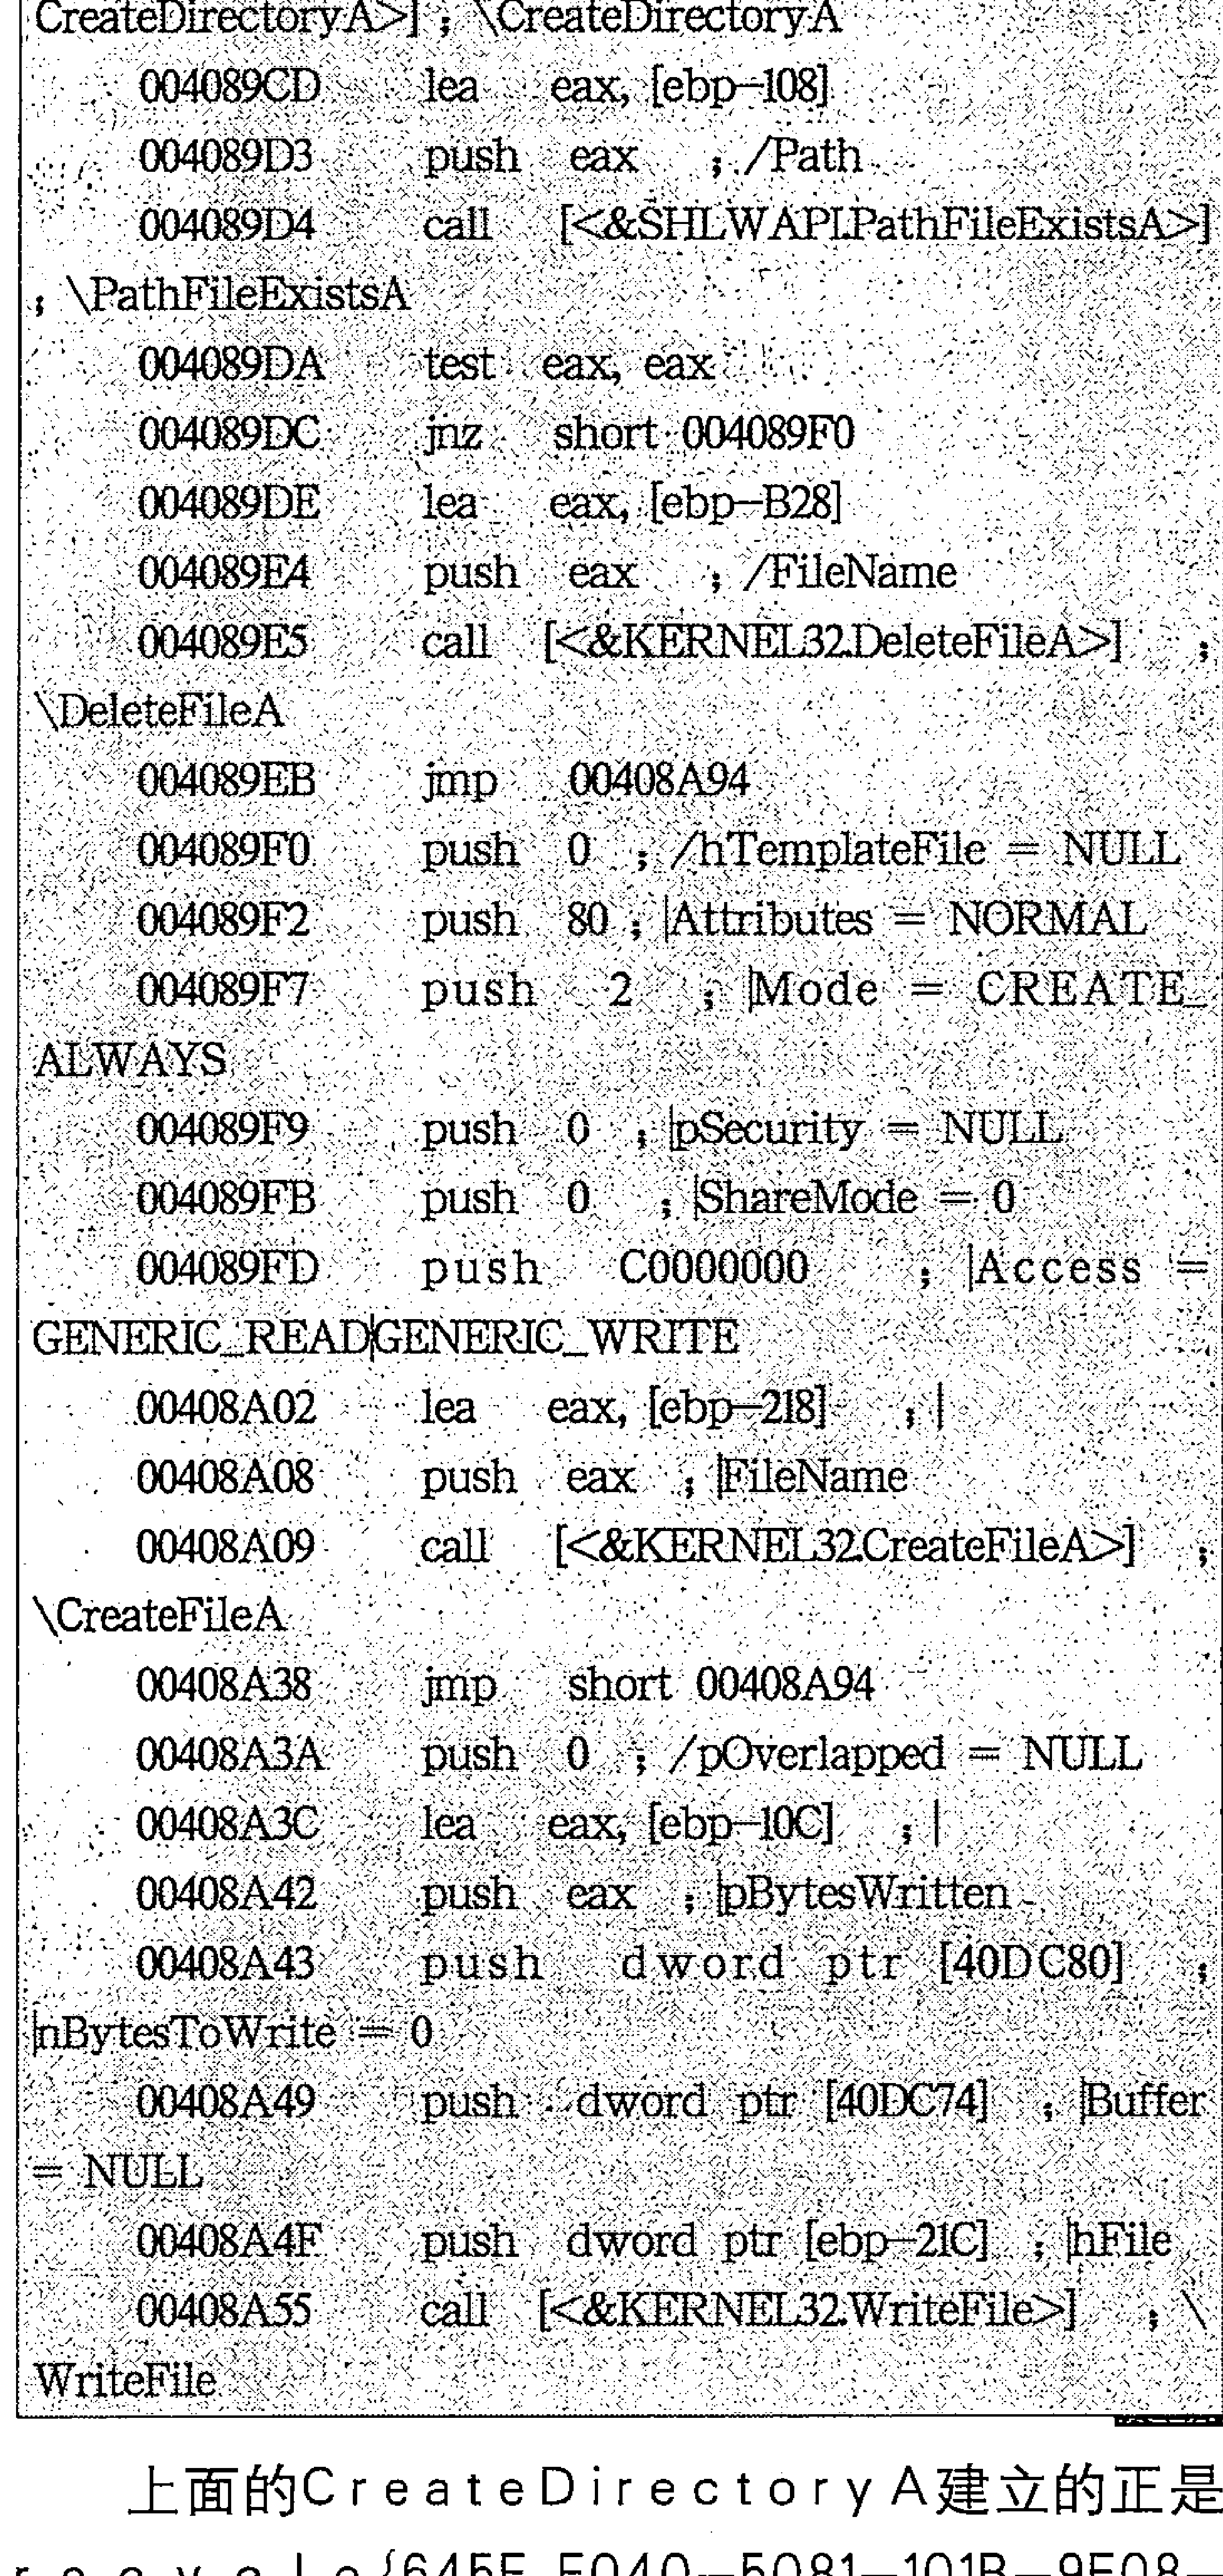 CreateDirectoryA>] ; \CreateDirectoryA
004089CD lea eax, [ebp-108]
004089D3 push eax ; /Path
004089D4 call [<&SHLWAPI.PathFileExistsA>]
; \PathFileExistsA
004089DA test eax, eax
004089DC jnz short 004089F0
004089DE lea eax, [ebp-B28]
004089E4 push eax ; /FileName
004089E5 call [<&KERNEL32.DeleteFileA>] ;
\DeleteFileA
004089EB jmp 00408A94
004089F0 push 0 ; /hTemplateFile = NULL
004089F2 push 80 ; |Attributes = NORMAL
004089F7 push 2 ; |Mode = CREATE_
ALWAYS
004089F9 push 0 ; |pSecurity = NULL
004089FB push 0 ; |ShareMode = 0
004089FD push C0000000 ; |Access =
GENERIC_READ|GENERIC_WRITE
00408A02 lea eax, [ebp-218] ; |
00408A08 push eax ; |FileName
00408A09 call [<&KERNEL32.CreateFileA>] ;
\CreateFileA
00408A38 jmp short 00408A94
00408A3A push 0 ; /pOverlapped = NULL
00408A3C lea eax, [ebp-10C] ; |
00408A42 push eax ; |pBytesWritten
00408A43 push dword ptr [40DC80] ;
|nBytesToWrite = 0
00408A49 push dword ptr [40DC74] ; |Buffer
= NULL
00408A4F push dword ptr [ebp-21C] ; |hFile
00408A55 call [<&KERNEL32.WriteFile>] ; \
WriteFile
上面的CreateDirectoryA建立的正是
{645F F040-5081-101B-9F08-